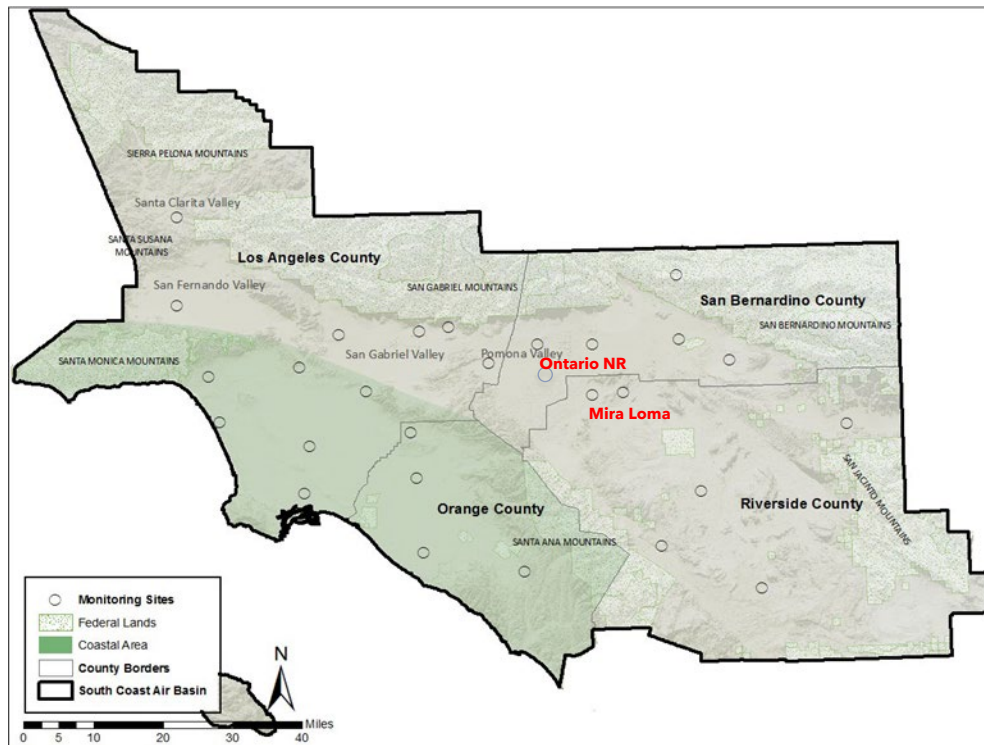 SIERRA PELONA MOUNTAINS
Santa Clarita Valley
SANTA SUSANA
MOUNTAINS
Los Angeles County
San Fernando Valley
SAN GABRIEL MOUNTAINS
San Bernardino County
SAN BERNARDINO MOUNTAINS
SANTA MONICA MOUNTAINS
San Gabriel Valley
Pomona Valley
Ontario NR
Mira Loma
SAN JACINTO MOUNTAINS
Riverside County
Orange County
SANTA ANA MOUNTAINS
Monitoring Sites
Federal Lands
Coastal Area
County Borders
South Coast Air Basin
N
Miles
0 5 10 20 30 40